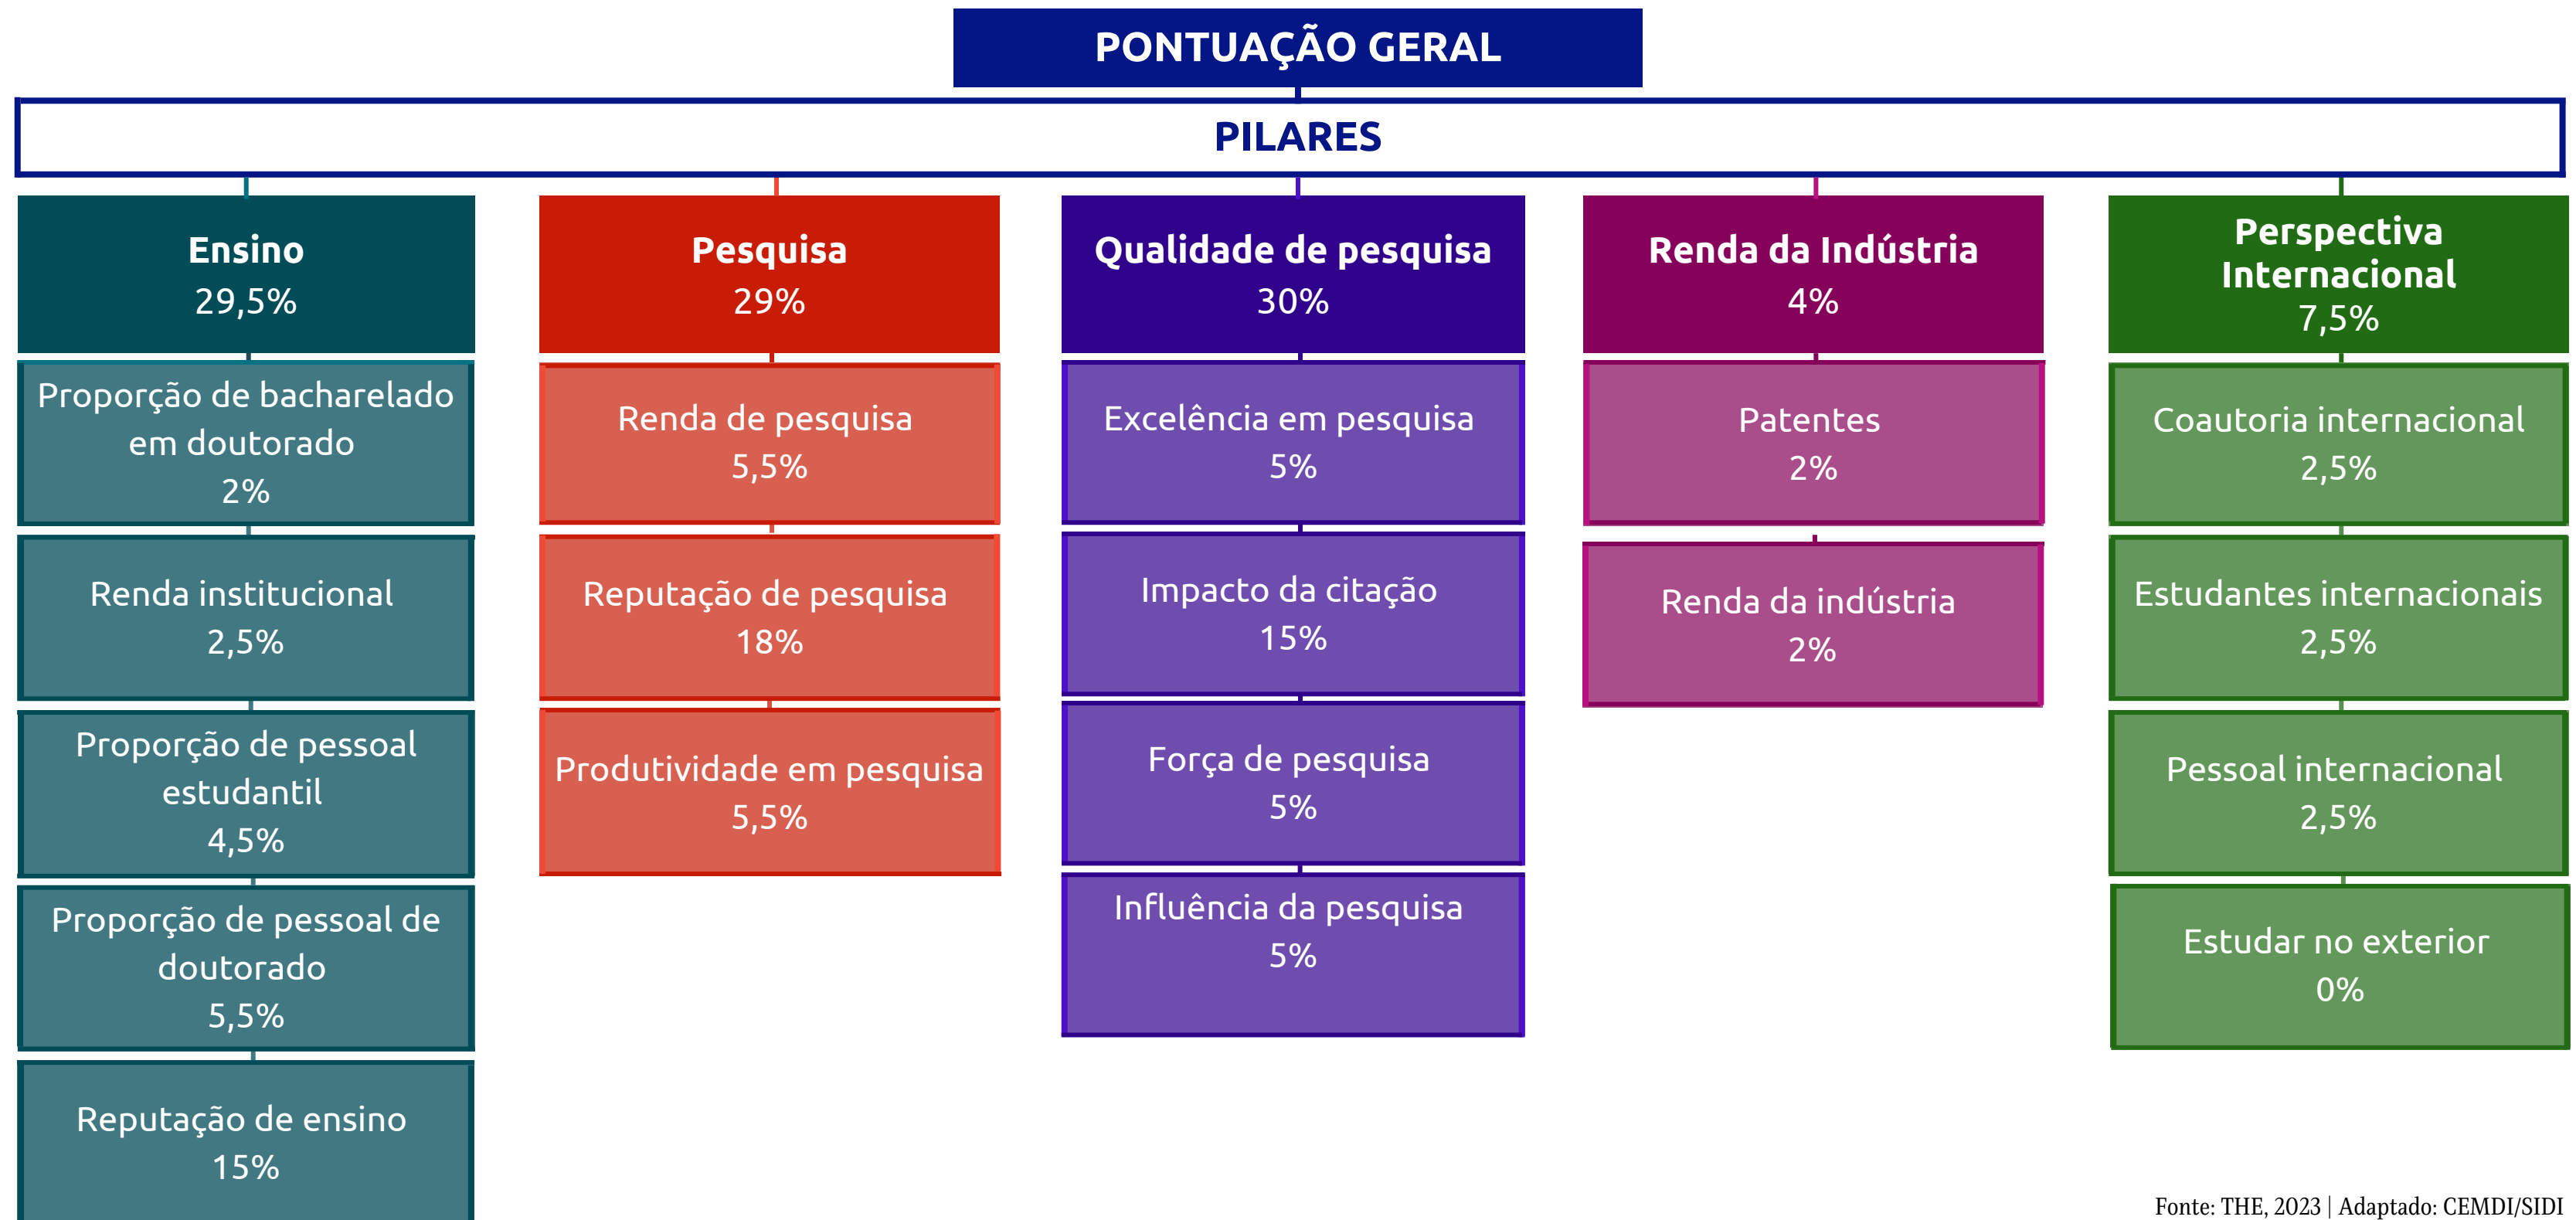 PONTUAÇÃO GERAL
PILARES
Ensino
29,5%
Proporção de bacharelado
em doutorado
2%
Renda institucional
2,5%
Proporção de pessoal
estudantil
4,5%
Proporção de pessoal de
doutorado
5,5%
Reputação de ensino
15%
Pesquisa
29%
Renda de pesquisa
5,5%
Reputação de pesquisa
18%
Produtividade em pesquisa
5,5%
Qualidade de pesquisa
30%
Excelência em pesquisa
5%
Impacto da citação
15%
Força de pesquisa
5%
Influência da pesquisa
5%
Renda da Indústria
4%
Patentes
2%
Renda da indústria
2%
Perspectiva
Internacional
7,5%
Coautoria internacional
2,5%
Estudantes internacionais
2,5%
Pessoal internacional
2,5%
Estudar no exterior
0%
Fonte: THE, 2023 | Adaptado: CEMDI/SIDI